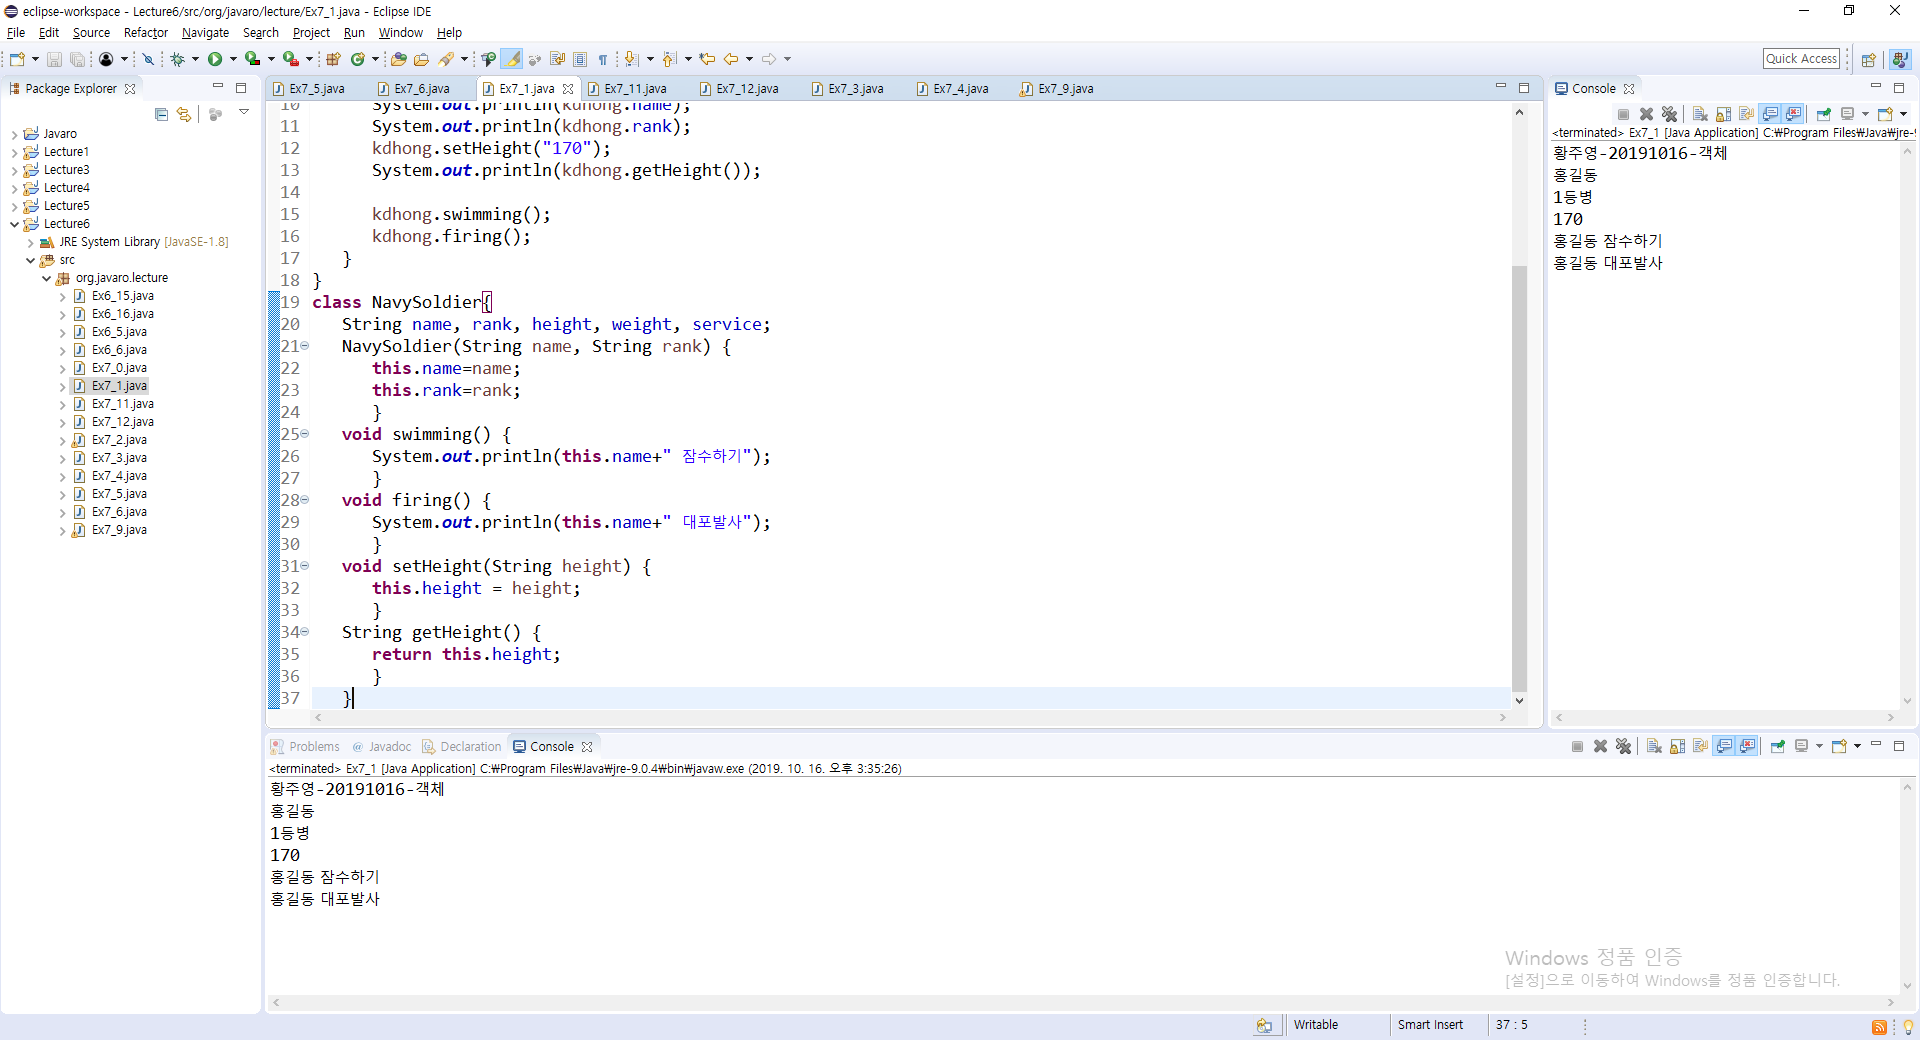 eclipse-workspace - Lecture6/src/org/javaro/lecture/Ex7_1.java - Eclipse IDE
File Edit Source Refactor Navigate Search Project Run Window Help
Quick Access
Package Explorer
Javaro
Lecture1
Lecture3
Lecture4
Lecture5
Lecture6
JRE System Library [JavaSE-1.8]
src
org.javaro.lecture
Ex6_15.java
Ex6_16.java
Ex6_5.java
Ex6_6.java
Ex7_0.java
Ex7_1.java
Ex7_11.java
Ex7_12.java
Ex7_2.java
Ex7_3.java
Ex7_4.java
Ex7_5.java
Ex7_6.java
Ex7_9.java
Ex7_5.java Ex7_6.java Ex7_1.java Ex7_11.java Ex7_12.java Ex7_3.java Ex7_4.java Ex7_9.java
10 System.out.println(kdhong.name);
11 System.out.println(kdhong.rank);
12 kdhong.setHeight("170");
13 System.out.println(kdhong.getHeight());
14
15 kdhong.swimming();
16 kdhong.firing();
17 }
18 }
19 class NavySoldier{
20 String name, rank, height, weight, service;
21 NavySoldier(String name, String rank) {
22 this.name=name;
23 this.rank=rank;
24 }
25 void swimming() {
26 System.out.println(this.name+" 잠수하기");
27 }
28 void firing() {
29 System.out.println(this.name+" 대포발사");
30 }
31 void setHeight(String height) {
32 this.height = height;
33 }
34 String getHeight() {
35 return this.height;
36 }
37 }
Console
<terminated> Ex7_1 [Java Application] C:₩Program Files₩Java₩jre-9
황주영-20191016-객체
홍길동
1등병
170
홍길동 잠수하기
홍길동 대포발사
Problems @ Javadoc Declaration Console
<terminated> Ex7_1 [Java Application] C:₩Program Files₩Java₩jre-9.0.4₩bin₩javaw.exe (2019. 10. 16. 오후 3:35:26)
황주영-20191016-객체
홍길동
1등병
170
홍길동 잠수하기
홍길동 대포발사
Windows 정품 인증
[설정]으로 이동하여 Windows를 정품 인증합니다.
Writable Smart Insert 37 : 5